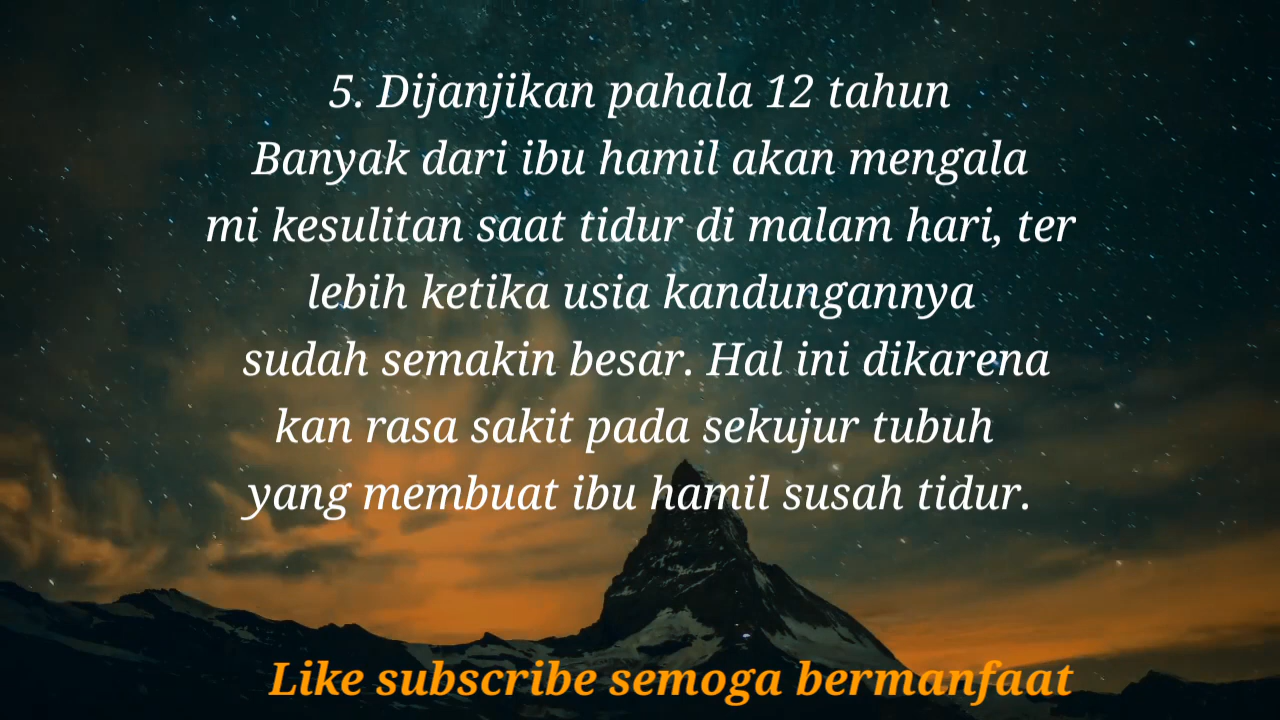 5. Dijanjikan pahala 12 tahun
Banyak dari ibu hamil akan mengala
mi kesulitan saat tidur di malam hari, ter
lebih ketika usia kandungannya
sudah semakin besar. Hal ini dikarena
kan rasa sakit pada sekujur tubuh
yang membuat ibu hamil susah tidur.
Like subscribe semoga bermanfaat